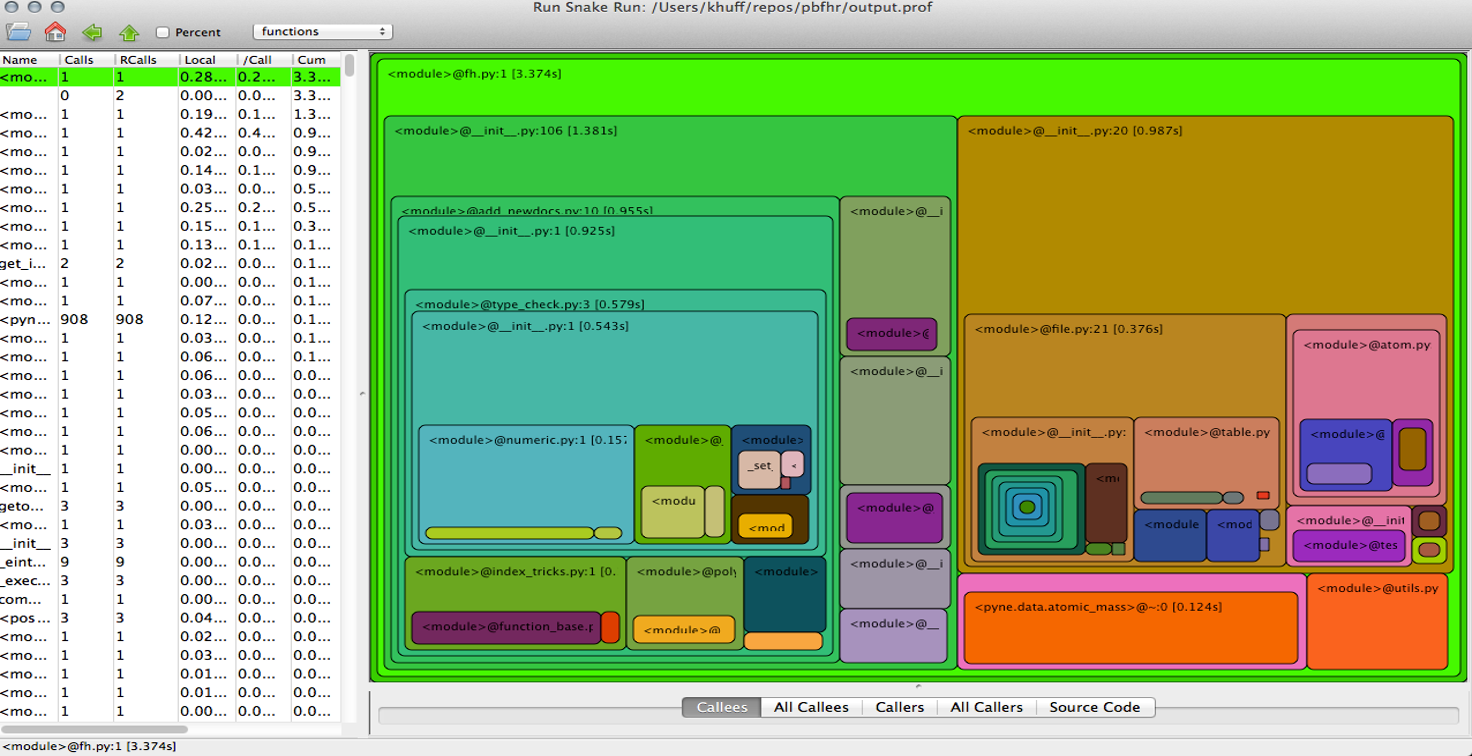 Run Snake Run: /Users/khuff/repos/pbfhr/output.prof
Percent functions
Name Calls RCalls Local /Call Cum
<mo... 1 1 0.28... 0.2... 3.3...
0 2 0.00... 0.0... 3.3...
<mo... 1 1 0.19... 0.1... 1.3...
<mo... 1 1 0.42... 0.4... 0.9...
<mo... 1 1 0.02... 0.0... 0.9...
<mo... 1 1 0.14... 0.1... 0.9...
<mo... 1 1 0.03... 0.0... 0.5...
<mo... 1 1 0.25... 0.2... 0.5...
<mo... 1 1 0.15... 0.1... 0.3...
<mo... 1 1 0.13... 0.1... 0.1...
get_i... 2 2 0.02... 0.0... 0.1...
<mo... 1 1 0.00... 0.0... 0.1...
<mo... 1 1 0.07... 0.0... 0.1...
<pyn... 908 908 0.12... 0.0... 0.1...
<mo... 1 1 0.03... 0.0... 0.1...
<mo... 1 1 0.06... 0.0... 0.1...
<mo... 1 1 0.06... 0.0... 0.0...
<mo... 1 1 0.03... 0.0... 0.0...
<mo... 1 1 0.05... 0.0... 0.0...
<mo... 1 1 0.06... 0.0... 0.0...
<mo... 1 1 0.00... 0.0... 0.0...
__init__ 1 1 0.00... 0.0... 0.0...
<mo... 1 1 0.05... 0.0... 0.0...
geto... 3 3 0.00... 0.0... 0.0...
<mo... 1 1 0.03... 0.0... 0.0...
__init__ 3 3 0.00... 0.0... 0.0...
_eint... 9 9 0.00... 0.0... 0.0...
_exec... 3 3 0.00... 0.0... 0.0...
com... 1 1 0.00... 0.0... 0.0...
<pos... 3 3 0.04... 0.0... 0.0...
<mo... 1 1 0.02... 0.0... 0.0...
<mo... 1 1 0.03... 0.0... 0.0...
<mo... 1 1 0.01... 0.0... 0.0...
<mo... 1 1 0.01... 0.0... 0.0...
<mo... 1 1 0.00... 0.0... 0.0...
<module>@fh.py:1 [3.374s]
<module>@__init__.py:106 [1.381s]
<module>@add_newdocs.py:10 [0.955s]
<module>@__init__.py:1 [0.925s]
<module>@type_check.py:3 [0.579s]
<module>@__init__.py:1 [0.543s]
<module>@numeric.py:1 [0.157
<module>@
<modu
<module>
_set_
<
<mod
<module>@index_tricks.py:1 [0.
<module>@function_base.p
<module>@poly
<module>@
<module>
<module>@__i
<module>@
<module>@__i
<module>@
<module>@__i
<module>@__
<module>@__init__.py:20 [0.987s]
<module>@file.py:21 [0.376s]
<module>@__init__.py:
<m
<module>@table.py
<module
<mod
<module>@atom.py
<module>@
<module>@__init
<module>@tes
<pyne.data.atomic_mass>@~:0 [0.124s]
<module>@utils.py
Callees All Callees Callers All Callers Source Code
<module>@fh.py:1 [3.374s]